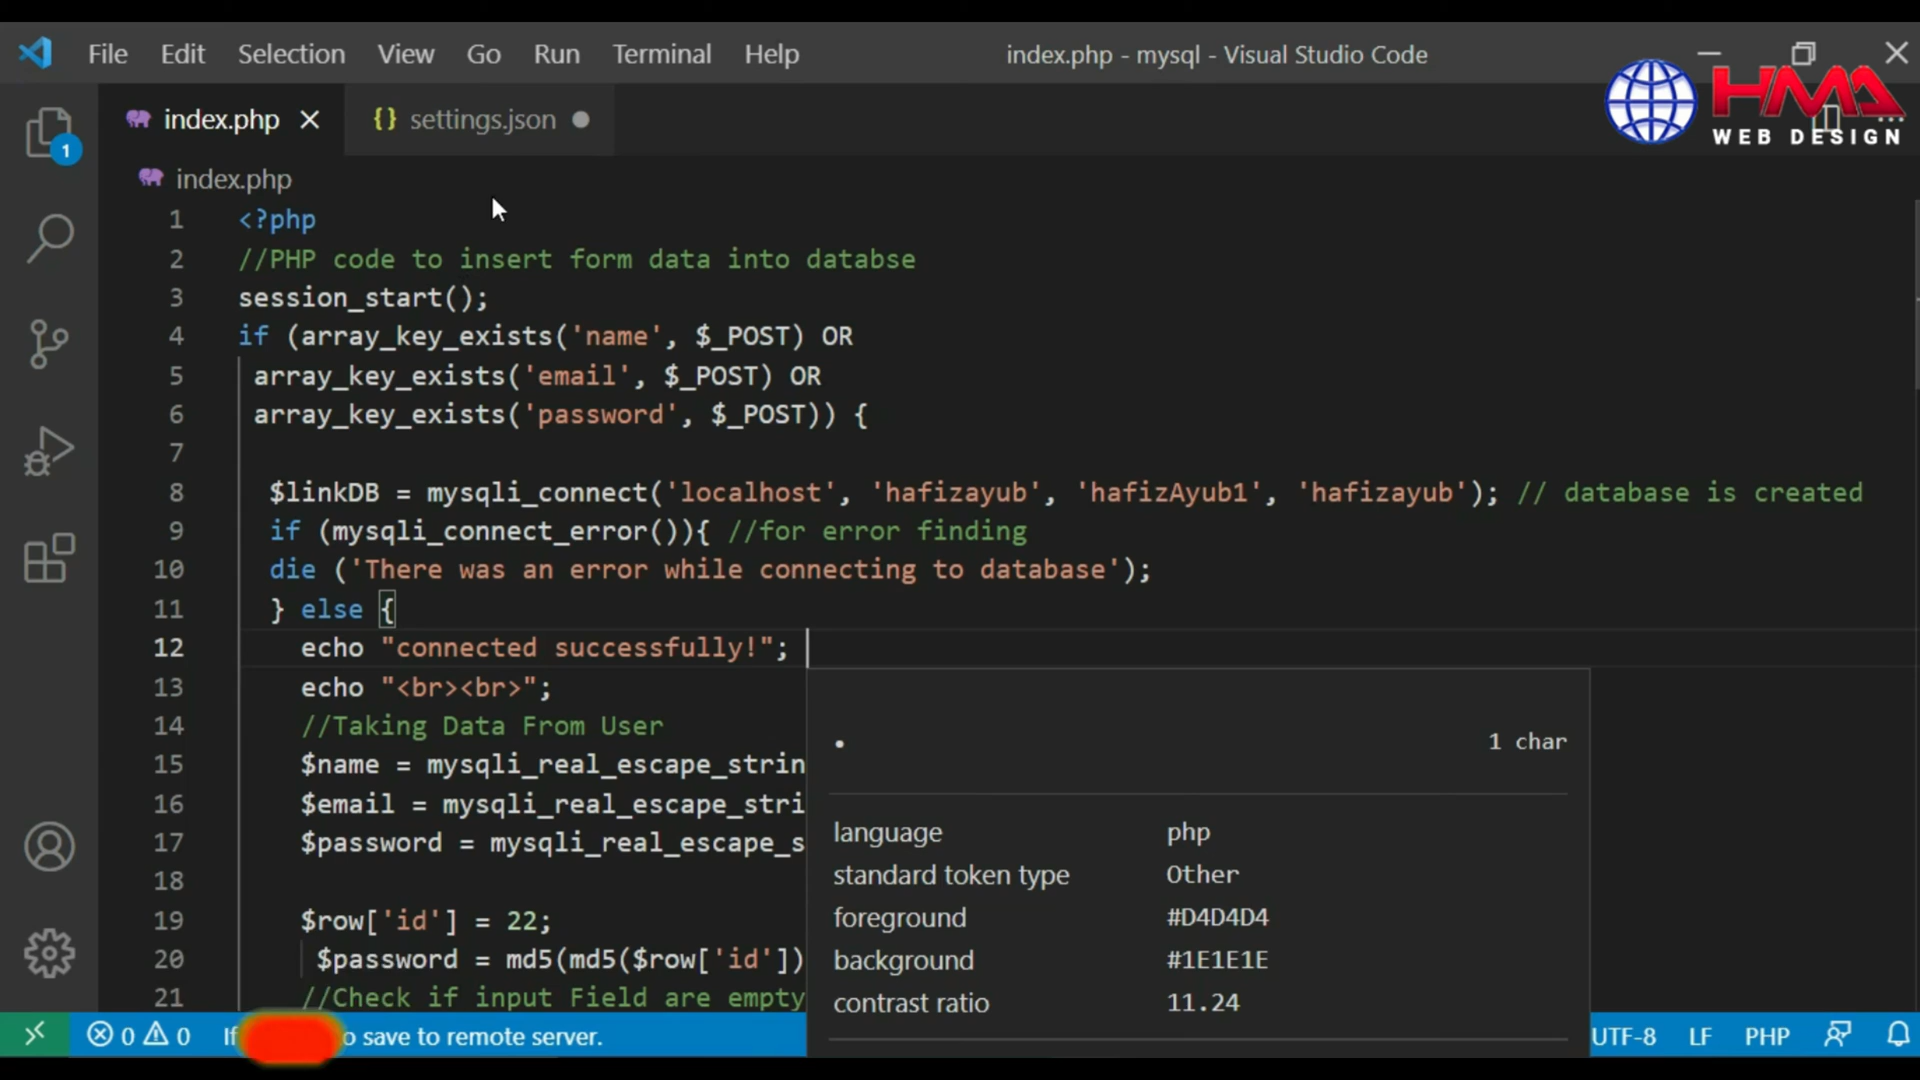 File Edit Selection View Go Run Terminal Help index.php - mysql - Visual Studio Code
HMA
WEB DESIGN
index.php {} settings.json
1
index.php
1 <?php
2 //PHP code to insert form data into databse
3 session_start();
4 if (array_key_exists('name', $_POST) OR
5 array_key_exists('email', $_POST) OR
6 array_key_exists('password', $_POST)) {
7
8 $linkDB = mysqli_connect('localhost', 'hafizayub', 'hafizAyub1', 'hafizayub'); // database is created
9 if (mysqli_connect_error()){ //for error finding
10 die ('There was an error while connecting to database');
11 } else {
12 echo "connected successfully!";
13 echo "<br><br>";
14 //Taking Data From User
15 $name = mysqli_real_escape_strin
16 $email = mysqli_real_escape_stri
17 $password = mysqli_real_escape_s
18
19 $row['id'] = 22;
20 $password = md5(md5($row['id'])
21 //Check if input Field are empty
• 1 char
language php
standard token type Other
foreground #D4D4D4
background #1E1E1E
contrast ratio 11.24
0 0 If o save to remote server. UTF-8 LF PHP